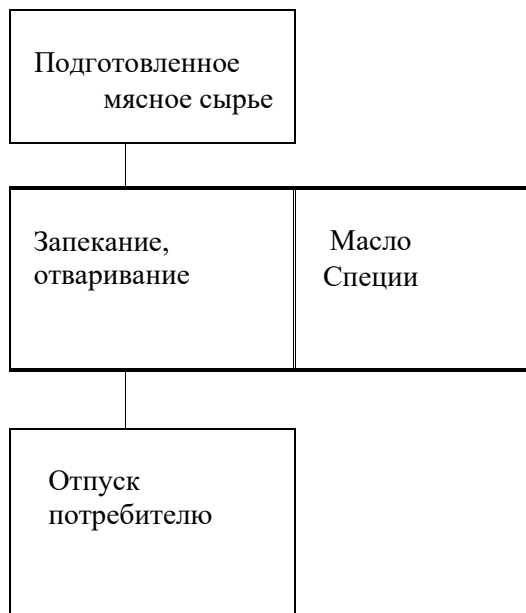 Подготовленное
мясное сырье
Запекание,
отваривание
Масло
Специи
Отпуск
потребителю